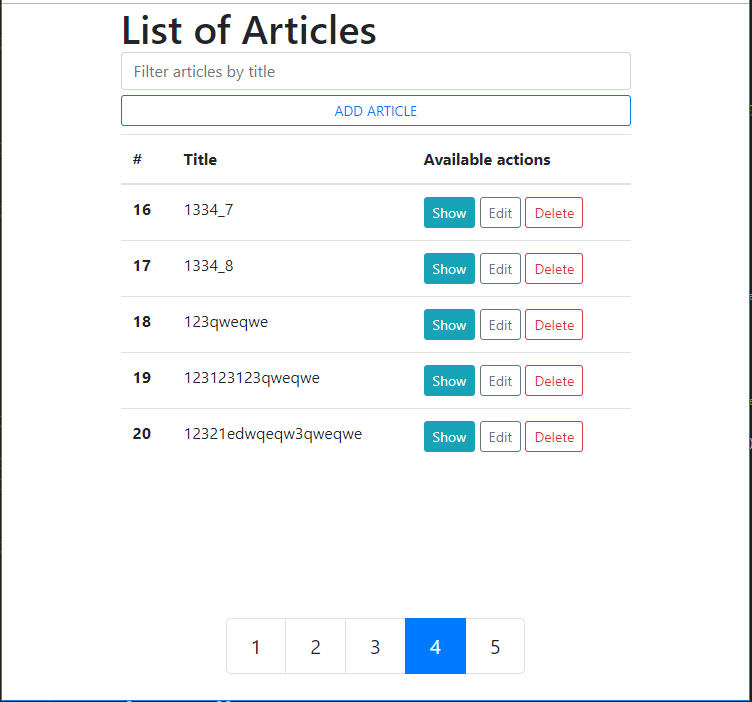 List of Articles
Filter articles by title
ADD ARTICLE
# Title Available actions
16 1334_7 Show Edit Delete
17 1334_8 Show Edit Delete
18 123qweqwe Show Edit Delete
19 123123123qweqwe Show Edit Delete
20 12321edwqeqw3qweqwe Show Edit Delete
1 2 3 4 5